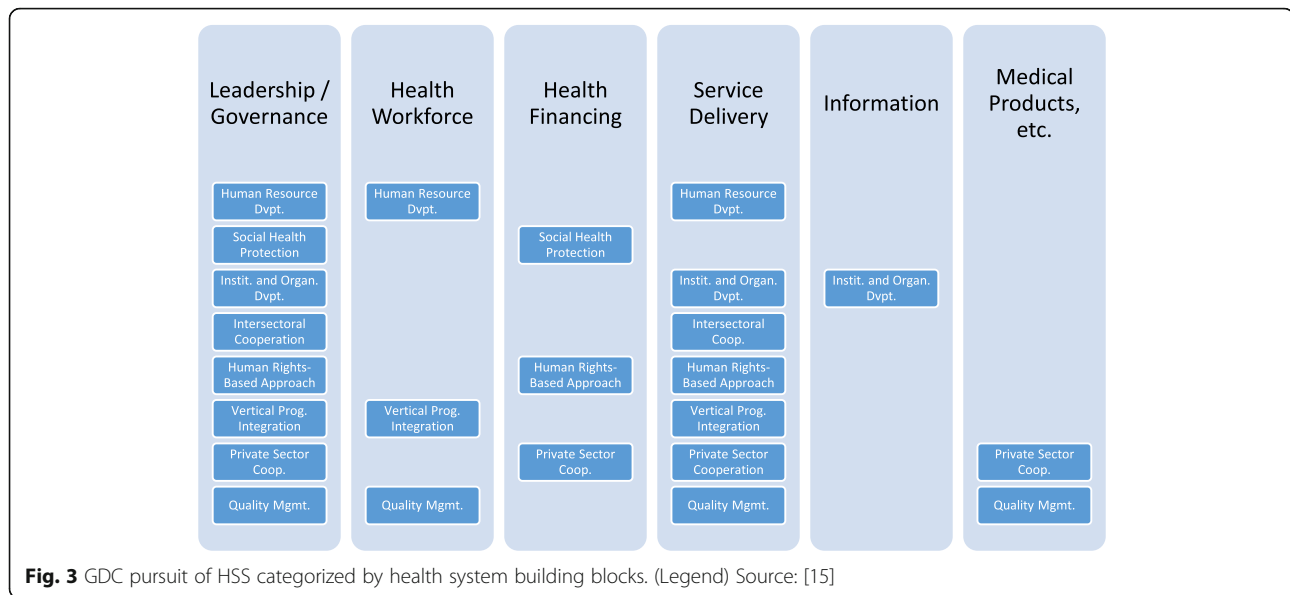 Leadership /
Governance
Health
Workforce
Health
Financing
Service
Delivery
Information
Medical
Products,
etc.
Human Resource
Dvpt.
Human Resource
Dvpt.
Human Resource
Dvpt.
Social Health
Protection
Social Health
Protection
Instit. and Organ.
Dvpt.
Instit. and Organ.
Dvpt.
Instit. and Organ.
Dvpt.
Intersectoral
Cooperation
Intersectoral
Coop.
Human Rights-
Based Approach
Human Rights-
Based Approach
Human Rights-
Based Approach
Vertical Prog.
Integration
Vertical Prog.
Integration
Vertical Prog.
Integration
Private Sector
Coop.
Private Sector
Coop.
Private Sector
Cooperation
Private Sector
Coop.
Quality Mgmt.
Quality Mgmt.
Quality Mgmt.
Quality Mgmt.
Fig. 3 GDC pursuit of HSS categorized by health system building blocks. (Legend) Source: [15]